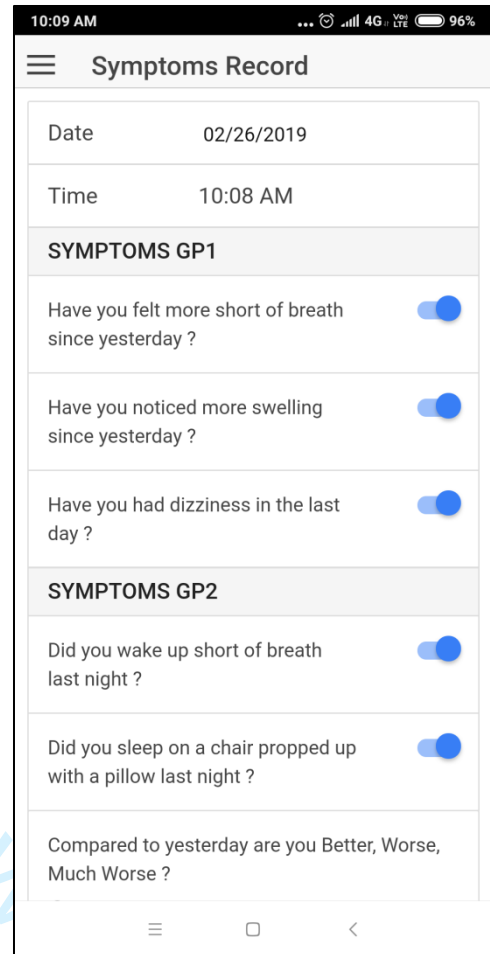 10:09 AM ... 4G Vo) LTE 96%
Symptoms Record
Date 02/26/2019
Time 10:08 AM
SYMPTOMS GP1
Have you felt more short of breath
since yesterday ?
Have you noticed more swelling
since yesterday ?
Have you had dizziness in the last
day ?
SYMPTOMS GP2
Did you wake up short of breath
last night ?
Did you sleep on a chair propped up
with a pillow last night ?
Compared to yesterday are you Better, Worse,
Much Worse ?